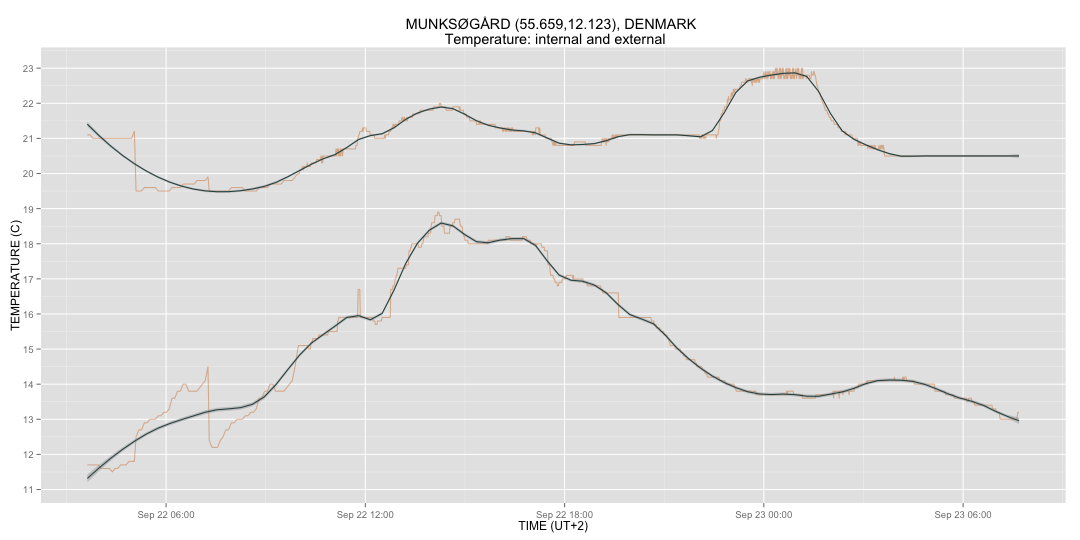 MUNKSØGÅRD (55.659,12.123), DENMARK
Temperature: internal and external
TEMPERATURE (C)
23
22
21
20
19
18
17
16
15
14
13
12
11
Sep 22 06:00
Sep 22 12:00
Sep 22 18:00
Sep 23 00:00
Sep 23 06:00
TIME (UT+2)